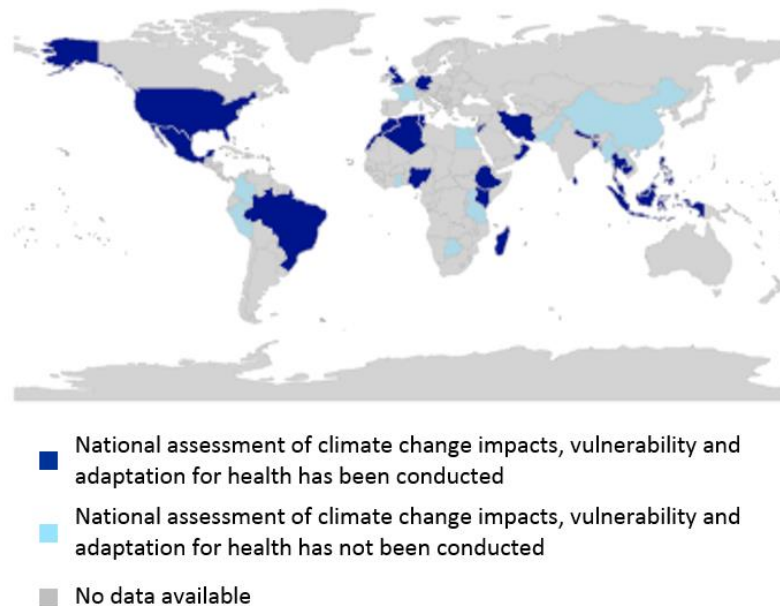 National assessment of climate change impacts, vulnerability and
adaptation for health has been conducted
National assessment of climate change impacts, vulnerability and
adaptation for health has not been conducted
No data available